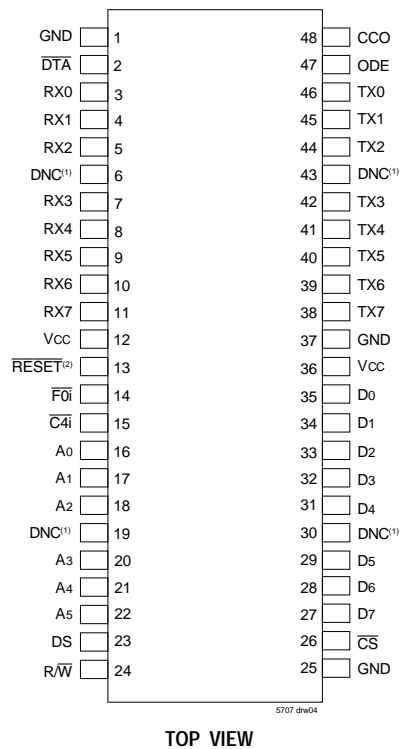 GND 1 48 CCO
D̅T̅A̅ 2 47 ODE
RX0 3 46 TX0
RX1 4 45 TX1
RX2 5 44 TX2
DNC(1) 6 43 DNC(1)
RX3 7 42 TX3
RX4 8 41 TX4
RX5 9 40 TX5
RX6 10 39 TX6
RX7 11 38 TX7
VCC 12 37 GND
R̅E̅S̅E̅T̅(2) 13 36 VCC
F̅0̅i̅ 14 35 D0
C̅4̅i̅ 15 34 D1
A0 16 33 D2
A1 17 32 D3
A2 18 31 D4
DNC(1) 19 30 DNC(1)
A3 20 29 D5
A4 21 28 D6
A5 22 27 D7
DS 23 26 C̅S̅
R/W̅ 24 25 GND
5707 drw04
TOP VIEW